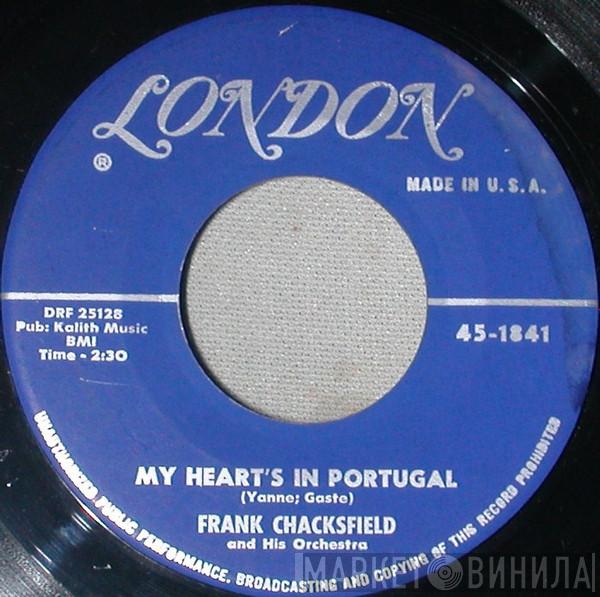 LONDON
®
MADE IN U.S.A.
DRF 25128
Pub: Kalith Music
BMI
Time - 2:30
45-1841
MY HEART'S IN PORTUGAL
(Yanne; Gaste)
FRANK CHACKSFIELD
and His Orchestra
UNAUTHORIZED PUBLIC PERFORMANCE, BROADCASTING AND COPYING OF THIS RECORD PROHIBITED
МАРКЕТ ВИНИЛА